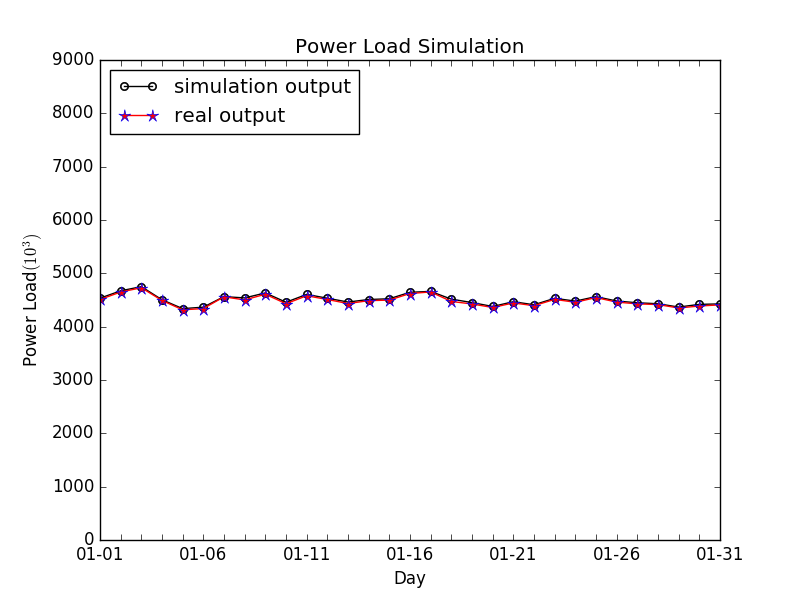 Power Load Simulation
9000
8000
7000
6000
5000
4000
3000
2000
1000
0
simulation output
real output
Power Load(10³)
01-01 01-06 01-11 01-16 01-21 01-26 01-31
Day